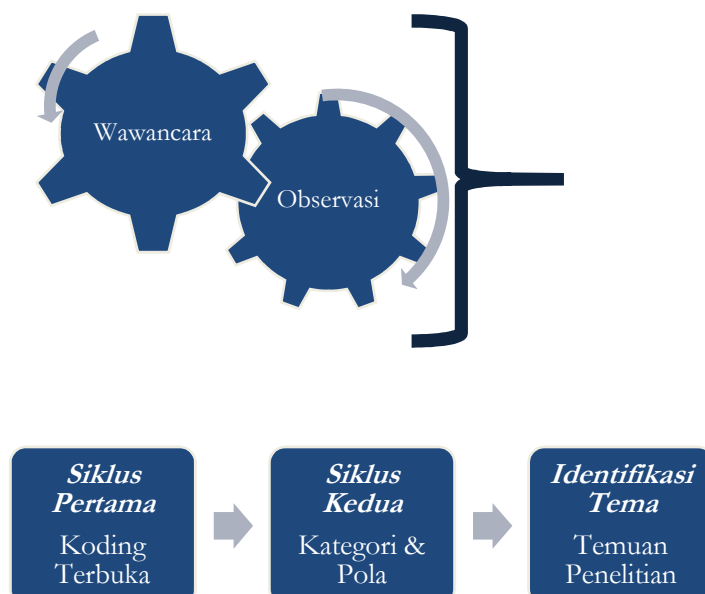 Wawancara
Observasi
Siklus
Pertama
Koding
Terbuka
Siklus
Kedua
Kategori &
Pola
Identifikasi
Tema
Temuan
Penelitian